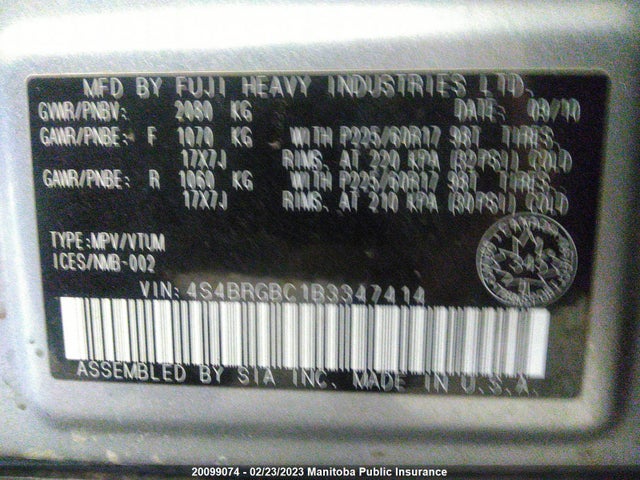 MFD BY FUJI HEAVY INDUSTRIES LTD.
GVWR/PNBV: 2080 KG DATE: 09/10
GAWR/PNBE: F 1070 KG WITH P225/60R17 98T TIRES,
17X7J RIMS, AT 220 KPA (32PSI) COLD
GAWR/PNBE: R 1060 KG WITH P225/60R17 98T TIRES,
17X7J RIMS, AT 210 KPA (30PSI) COLD
TYPE:MPV/VTUM
ICES/NMB-002
VIN: 4S4BRGBC1B3347414
ASSEMBLED BY SIA INC. MADE IN U.S.A.
20099074 - 02/23/2023 Manitoba Public Insurance